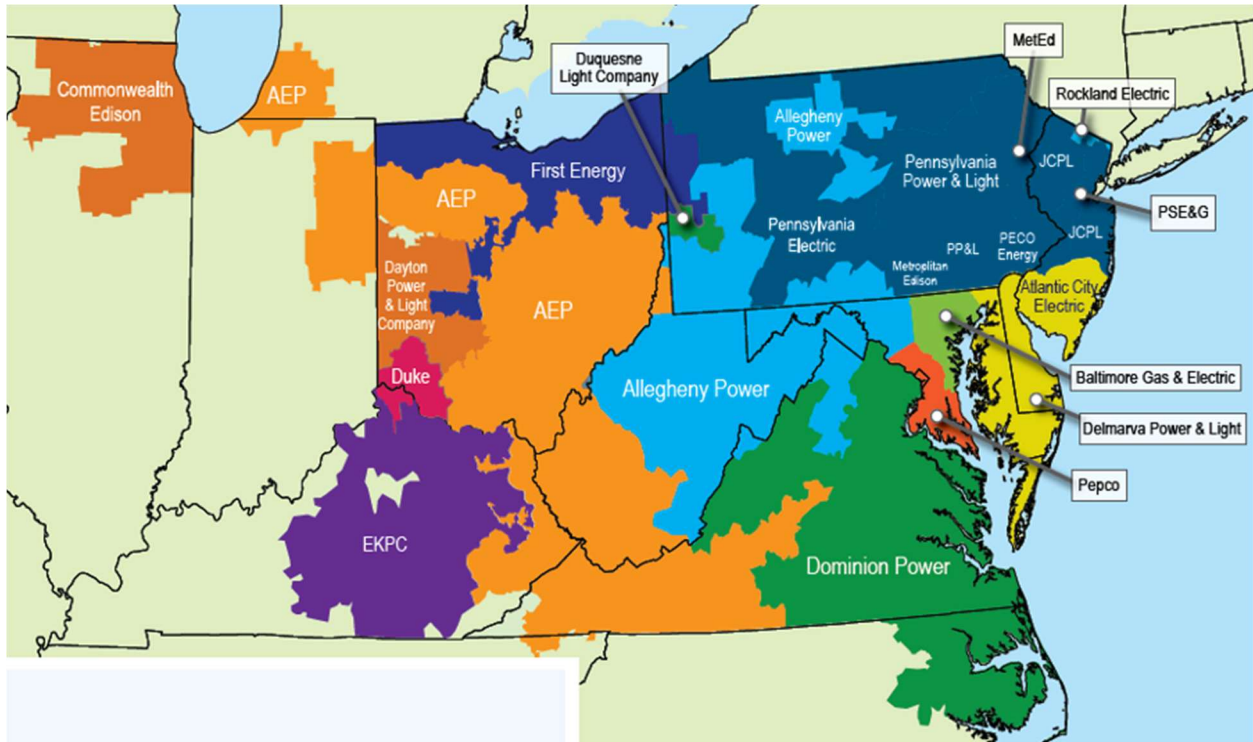 Commonwealth
Edison
AEP
Duquesne
Light Company
MetEd
Rockland Electric
Allegheny
Power
JCPL
First Energy
Pennsylvania
Power & Light
AEP
PSE&G
Pennsylvania
Electric
JCPL
PECO
Energy
PP&L
Metroplitan
Edison
Dayton
Power
& Light
Company
AEP
Atlantic City
Electric
Duke
Allegheny Power
Baltimore Gas & Electric
Delmarva Power & Light
Pepco
EKPC
Dominion Power